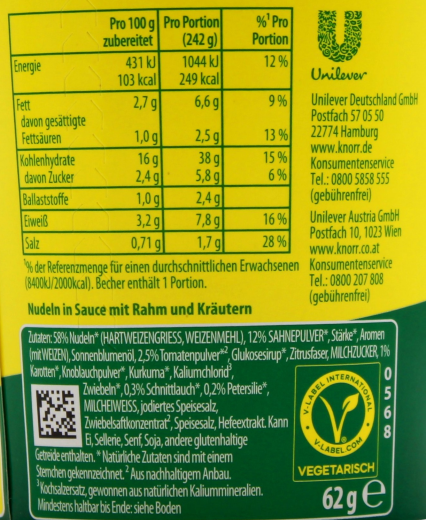 Pro 100 g zubereitet | Pro Portion (242 g) | %¹ Pro Portion
Energie 431 kJ 1044 kJ 12 %
103 kcal 249 kcal
Fett 2,7 g 6,6 g 9 %
davon gesättigte
Fettsäuren 1,0 g 2,5 g 13 %
Kohlenhydrate 16 g 38 g 15 %
davon Zucker 2,4 g 5,8 g 6 %
Ballaststoffe 1,0 g 2,4 g
Eiweiß 3,2 g 7,8 g 16 %
Salz 0,71 g 1,7 g 28 %
¹% der Referenzmenge für einen durchschnittlichen Erwachsenen
(8400kJ/2000kcal). Becher enthält 1 Portion.
Unilever
Unilever Deutschland GmbH
Postfach 57 05 50
22774 Hamburg
www.knorr.de
Konsumentenservice
Tel.: 0800 5858 555
(gebührenfrei)
Unilever Austria GmbH
Postfach 10, 1023 Wien
www.knorr.co.at
Konsumentenservice
Tel.: 0800 207 808
(gebührenfrei)
Nudeln in Sauce mit Rahm und Kräutern
Zutaten: 58% Nudeln* (HARTWEIZENGRIESS, WEIZENMEHL), 12% SAHNEPULVER*, Stärke*, Aromen
(mit WEIZEN), Sonnenblumenöl, 2,5% Tomatenpulver*², Glukosesirup*, Zitrusfaser, MILCHZUCKER, 1%
Karotten*, Knoblauchpulver*, Kurkuma*, Kaliumchlorid³,
Zwiebeln*, 0,3% Schnittlauch*, 0,2% Petersilie*,
MILCHEIWEISS, jodiertes Speisesalz,
Zwiebelsaftkonzentrat², Speisesalz, Hefeextrakt. Kann
Ei, Sellerie, Senf, Soja, andere glutenhaltige
Getreide enthalten. * Natürliche Zutaten sind mit einem
Sternchen gekennzeichnet. ² Aus nachhaltigem Anbau.
³Kochsalzersatz, gewonnen aus natürlichen Kaliummineralien.
Mindestens haltbar bis Ende: siehe Boden
V-LABEL INTERNATIONAL
V-LABEL.COM
VEGETARISCH
0568
62 g e